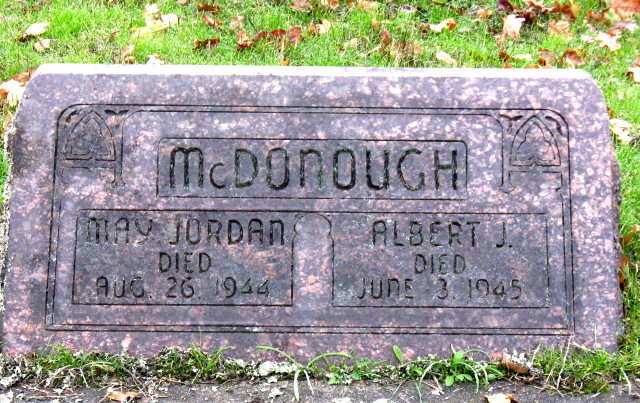 McDONOUGH
MAY JORDAN
DIED
AUG. 26. 1944
ALBERT J.
DIED
JUNE 3. 1945